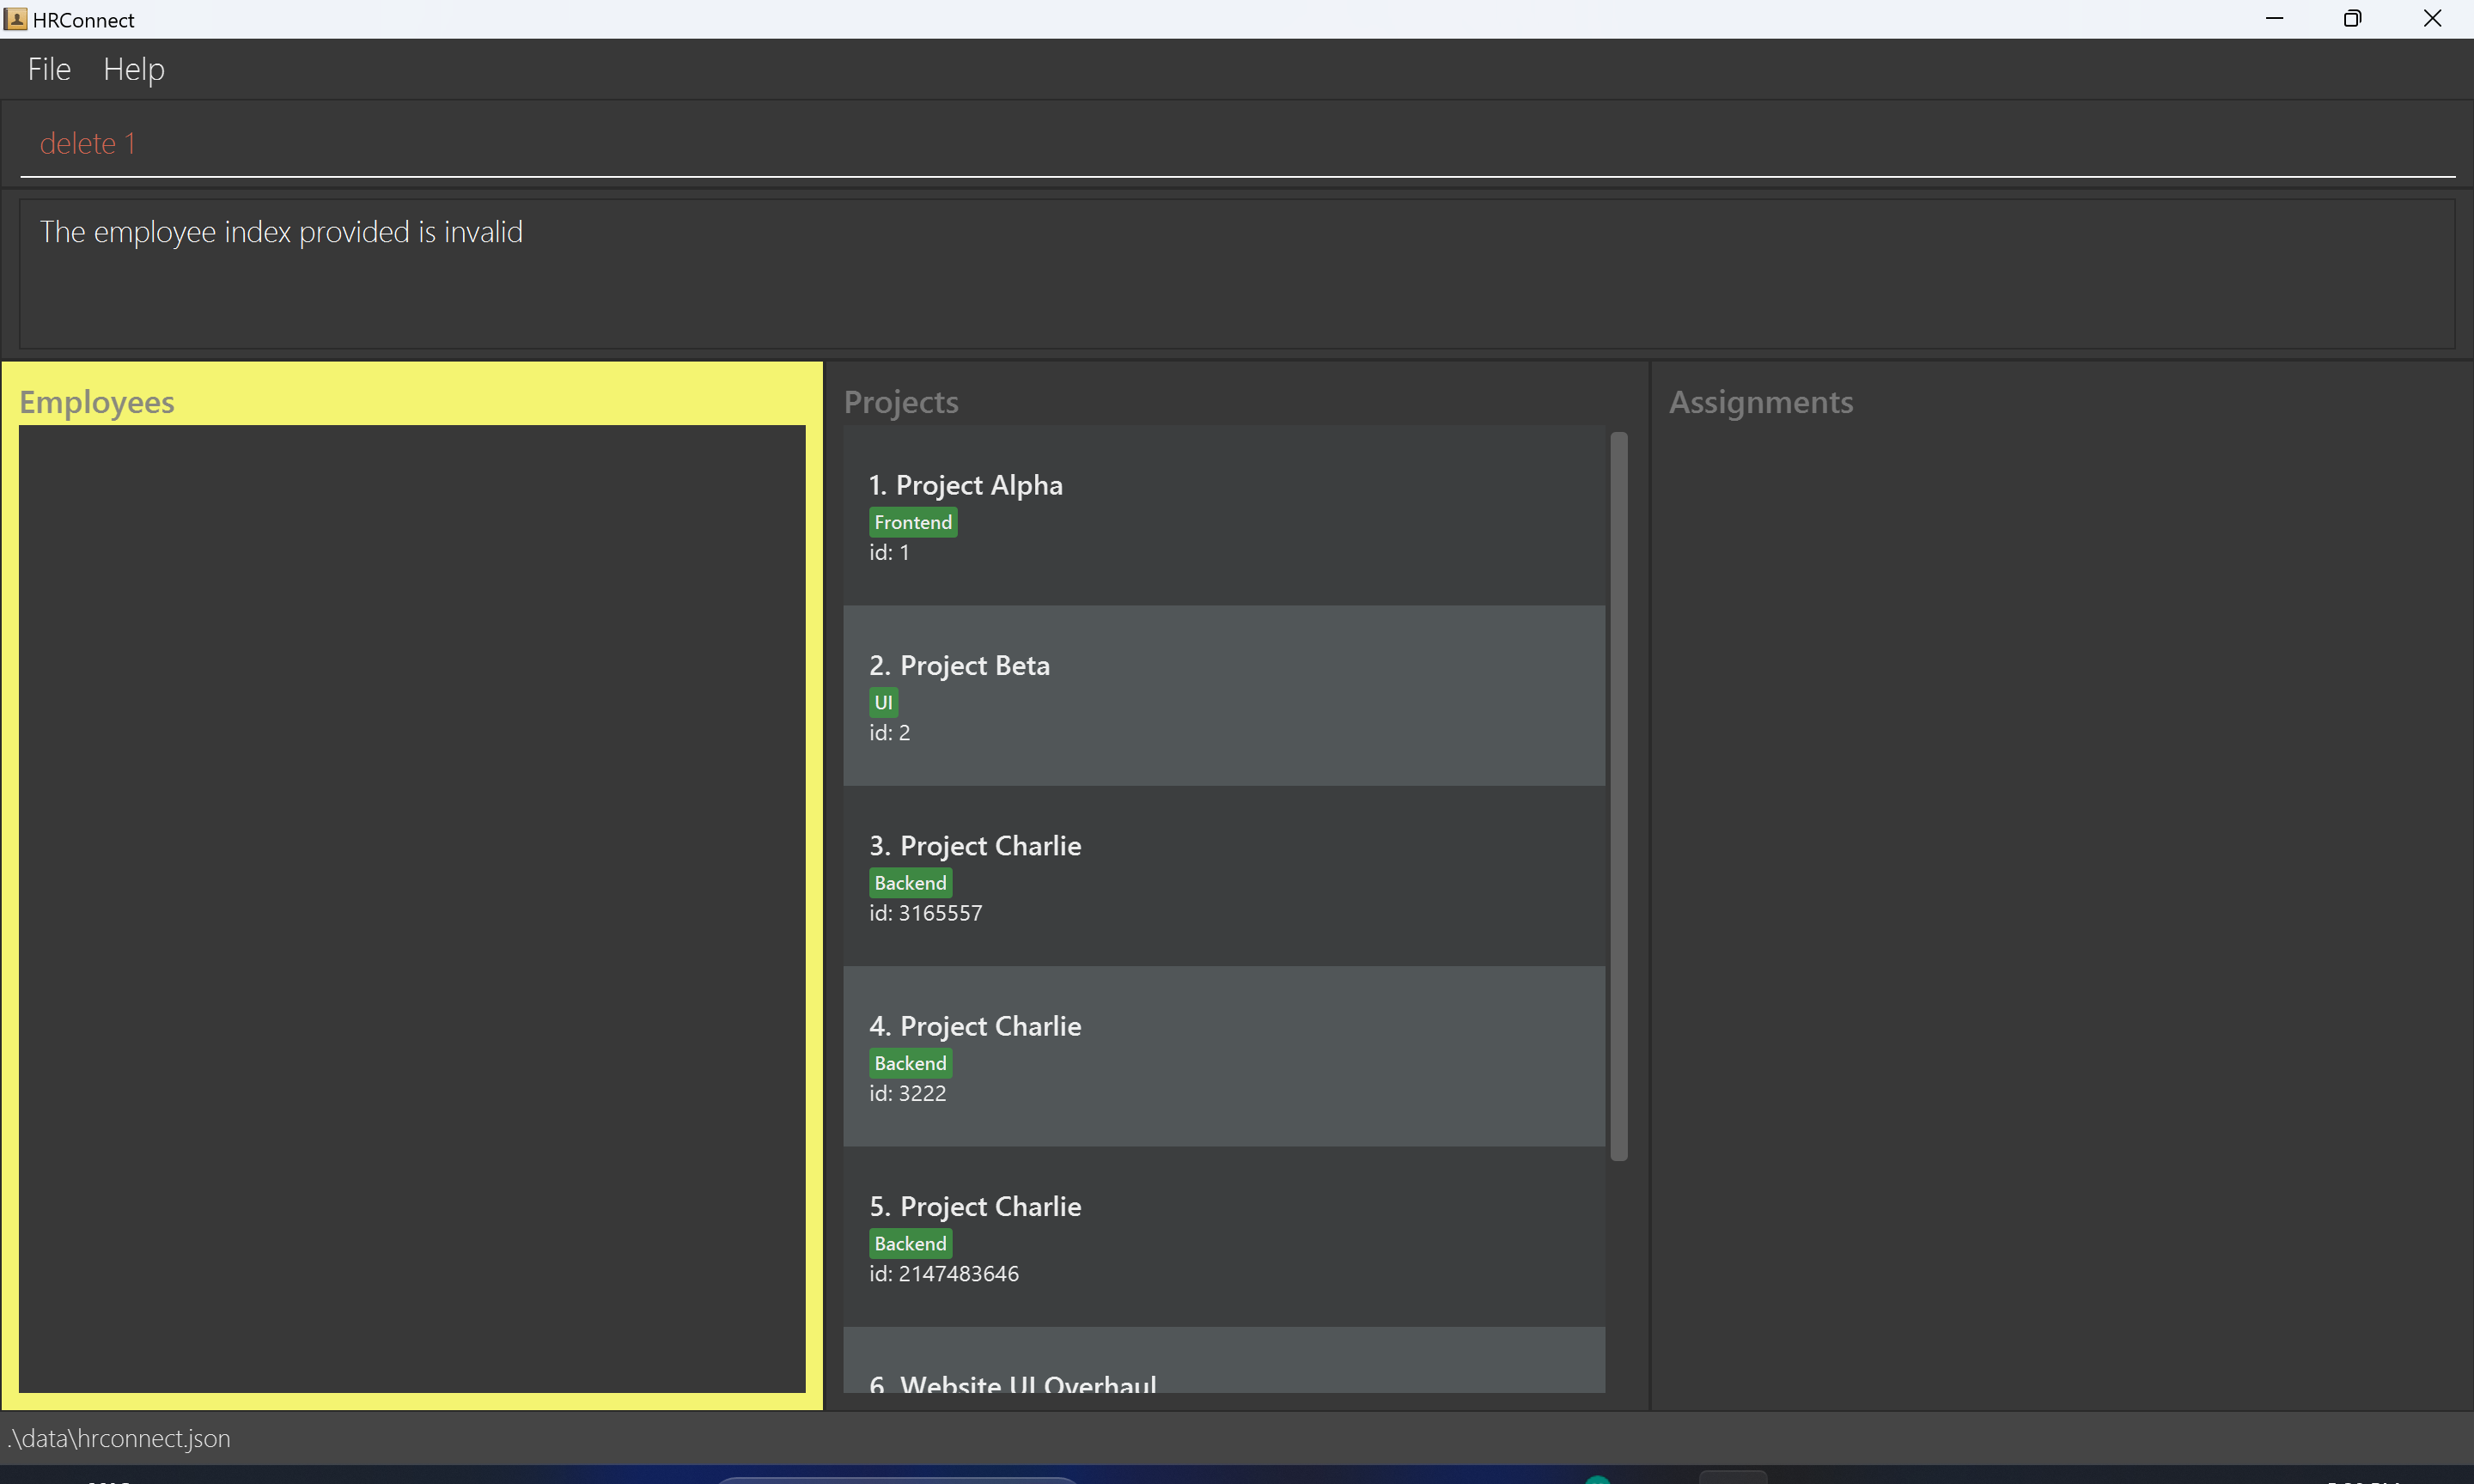 HRConnect
File Help
delete 1
The employee index provided is invalid
Employees
Projects
1. Project Alpha
Frontend
id: 1
2. Project Beta
UI
id: 2
3. Project Charlie
Backend
id: 3165557
4. Project Charlie
Backend
id: 3222
5. Project Charlie
Backend
id: 2147483646
6. Website UI Overhaul
Assignments
.\data\hrconnect.json